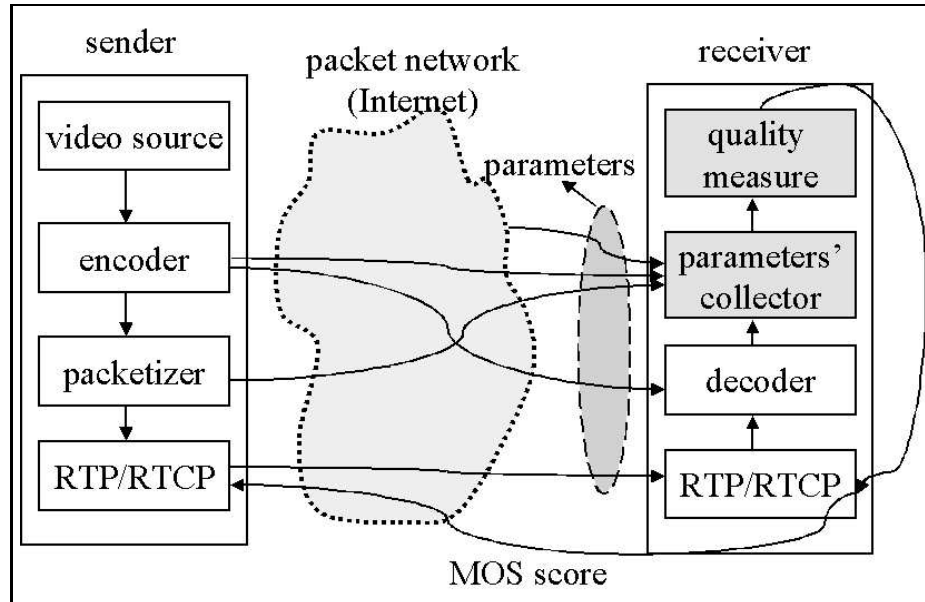 sender
video source
encoder
packetizer
RTP/RTCP
packet network
(Internet)
parameters
receiver
quality
measure
parameters’
collector
decoder
RTP/RTCP
MOS score